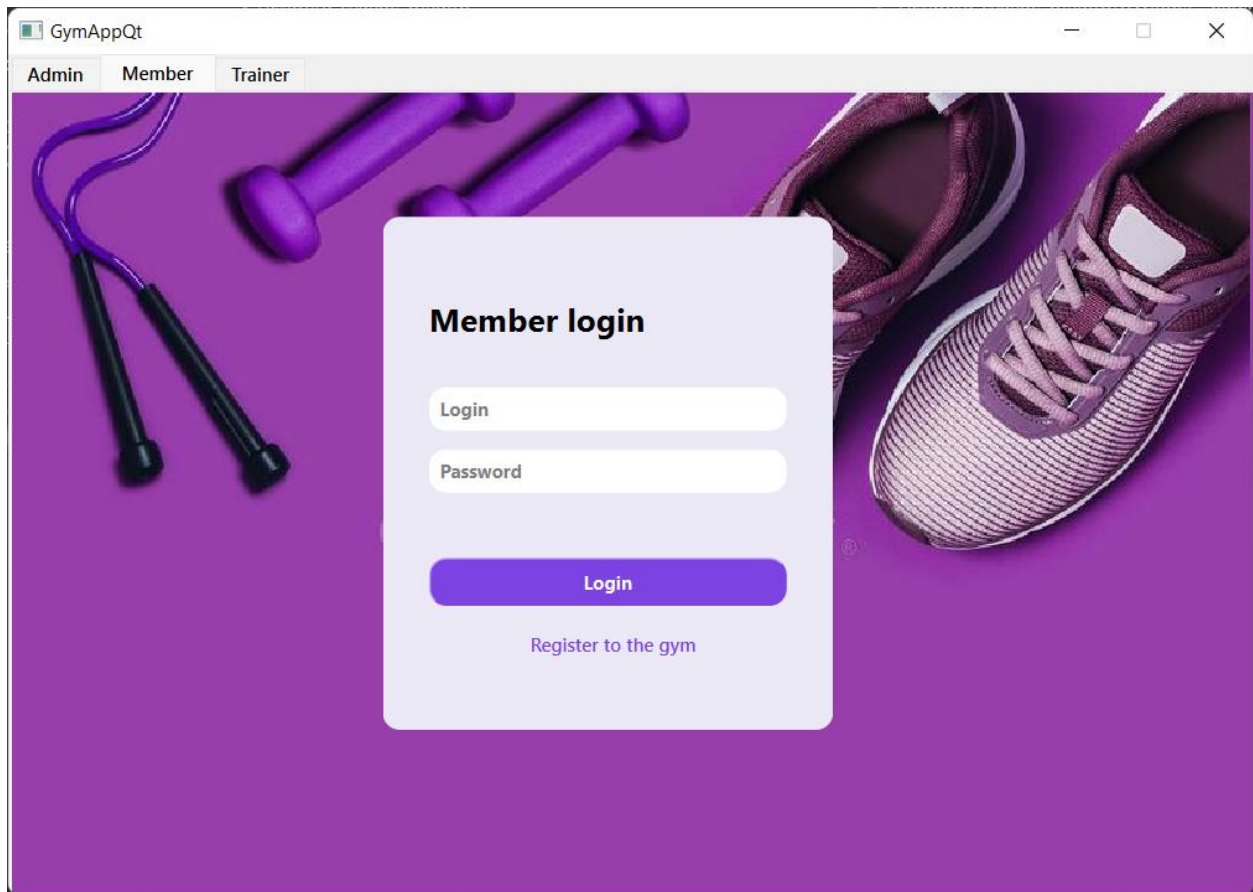 GymAppQt
Admin Member Trainer
Member login
Login
Password
Login
Register to the gym
®